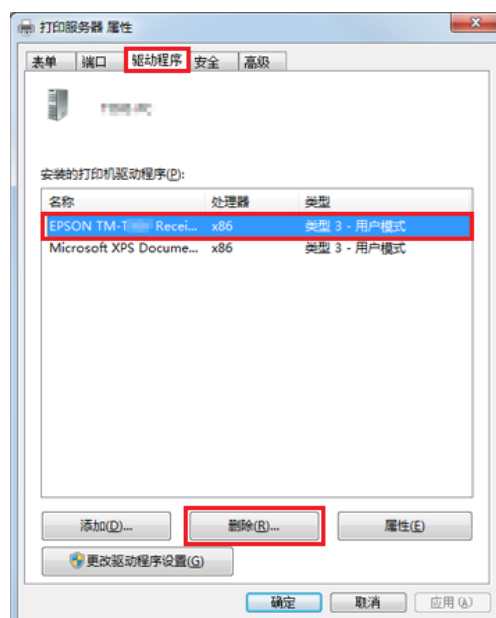 打印服务器 属性
表单 端口 驱动程序 安全 高级
安装的打印机驱动程序(P):
名称 处理器 类型
EPSON TM-T Recei... x86 类型 3 - 用户模式
Microsoft XPS Docume... x86 类型 3 - 用户模式
添加(D)... 删除(R)... 属性(E)
更改驱动程序设置(G)
确定 取消 应用(A)